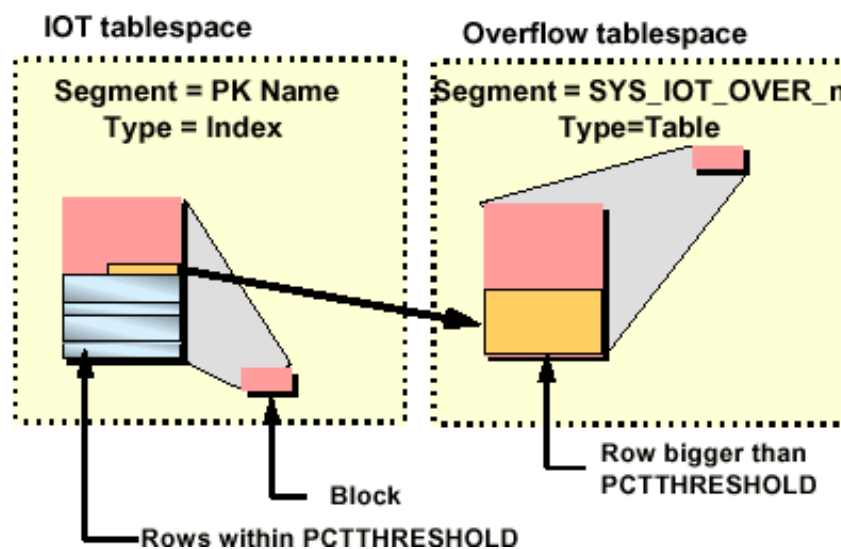 IOT tablespace
Overflow tablespace
Segment = PK Name
Type = Index
Segment = SYS_IOT_OVER_n
Type=Table
Row bigger than
PCTTHRESHOLD
Block
Rows within PCTTHRESHOLD